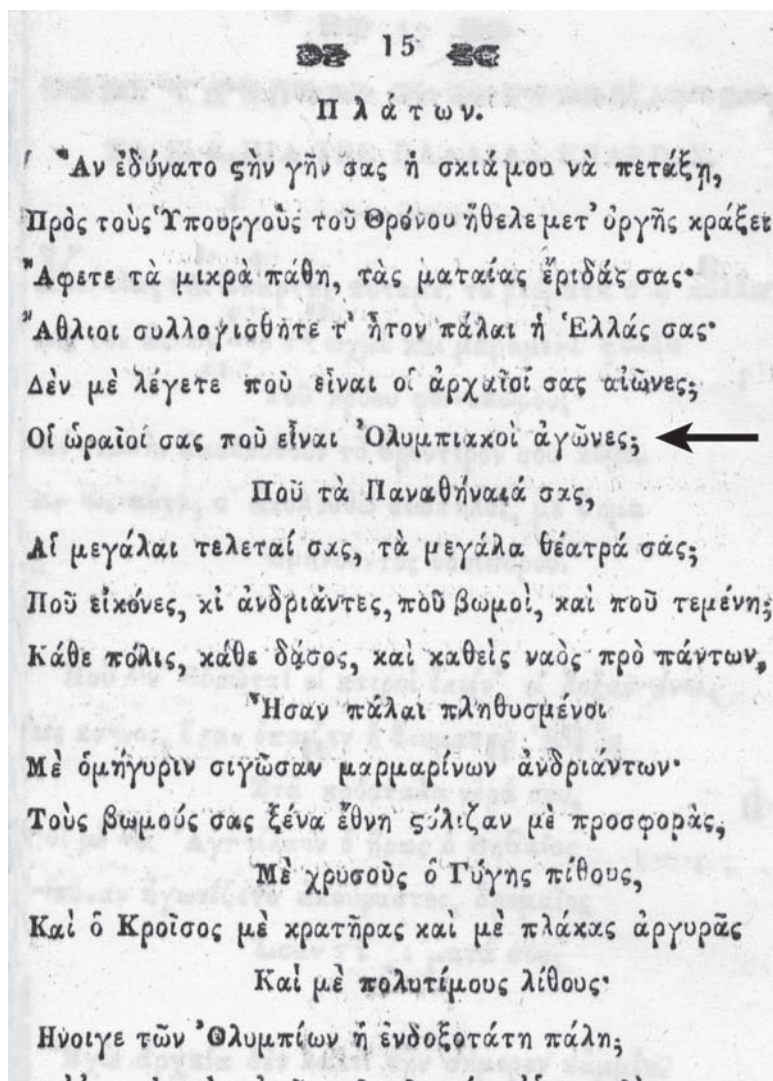 15
Πλάτων.
Ἂν ἐδύνατο ςὴν γῆν σας ἡ σκιάμου νὰ πετάξῃ,
Πρὸς τοὺς Ὑπουργοὺς τοῦ Θρόνου ἤθελε μετ' ὀργῆς κράξει
Ἄφετε τὰ μικρὰ πάθη, τὰς ματαίας ἔριδάς σας·
Ἄθλιοι συλλογισθῆτε τ' ἦτον πάλαι ἡ Ἑλλάς σας·
Δὲν μὲ λέγετε ποῦ εἶναι οἱ ἀρχαῖοί σας αἰῶνες;
Οἱ ὡραῖοί σας ποῦ εἶναι Ὀλυμπιακοὶ ἀγῶνες;
Ποῦ τὰ Παναθήναιά σας,
Αἱ μεγάλαι τελεταί σας, τὰ μεγάλα θέατρά σας;
Ποῦ εἰκόνες, κἰ ἀνδριάντες, ποῦ βωμοὶ, καὶ ποῦ τεμένη;
Κάθε πόλις, κάθε δάσος, καὶ καθεὶς ναὸς πρὸ πάντων,
Ἦσαν πάλαι πληθυσμένοι
Μὲ ὁμήγυριν σιγῶσαν μαρμαρίνων ἀνδριάντων·
Τοὺς βωμούς σας ξένα ἔθνη ςόλιζαν μὲ προσφορὰς,
Μὲ χρυσοὺς ὁ Γύγης πίθους,
Καὶ ὁ Κροῖσος μὲ κρατῆρας καὶ μὲ πλάκας ἀργυρᾶς
Καὶ μὲ πολυτίμους λίθους·
Ἤνοιγε τῶν Ὀλυμπίων ἡ ἐνδοξοτάτη πάλη;